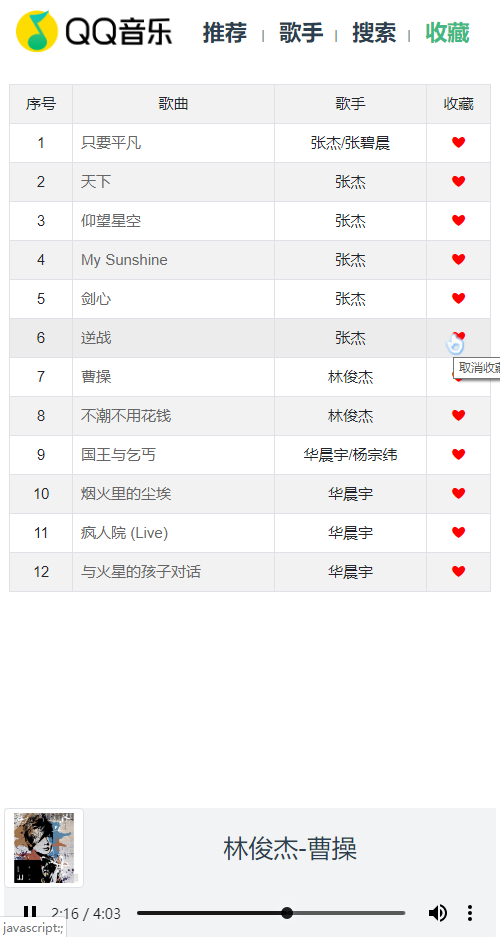 QQ音乐 推荐 | 歌手 | 搜索 | 收藏
序号 歌曲 歌手 收藏
1 只要平凡 张杰/张碧晨
2 天下 张杰
3 仰望星空 张杰
4 My Sunshine 张杰
5 剑心 张杰
6 逆战 张杰
取消收藏
7 曹操 林俊杰
8 不潮不用花钱 林俊杰
9 国王与乞丐 华晨宇/杨宗纬
10 烟火里的尘埃 华晨宇
11 疯人院 (Live) 华晨宇
12 与火星的孩子对话 华晨宇
林俊杰-曹操
2:16 / 4:03
javascript:;